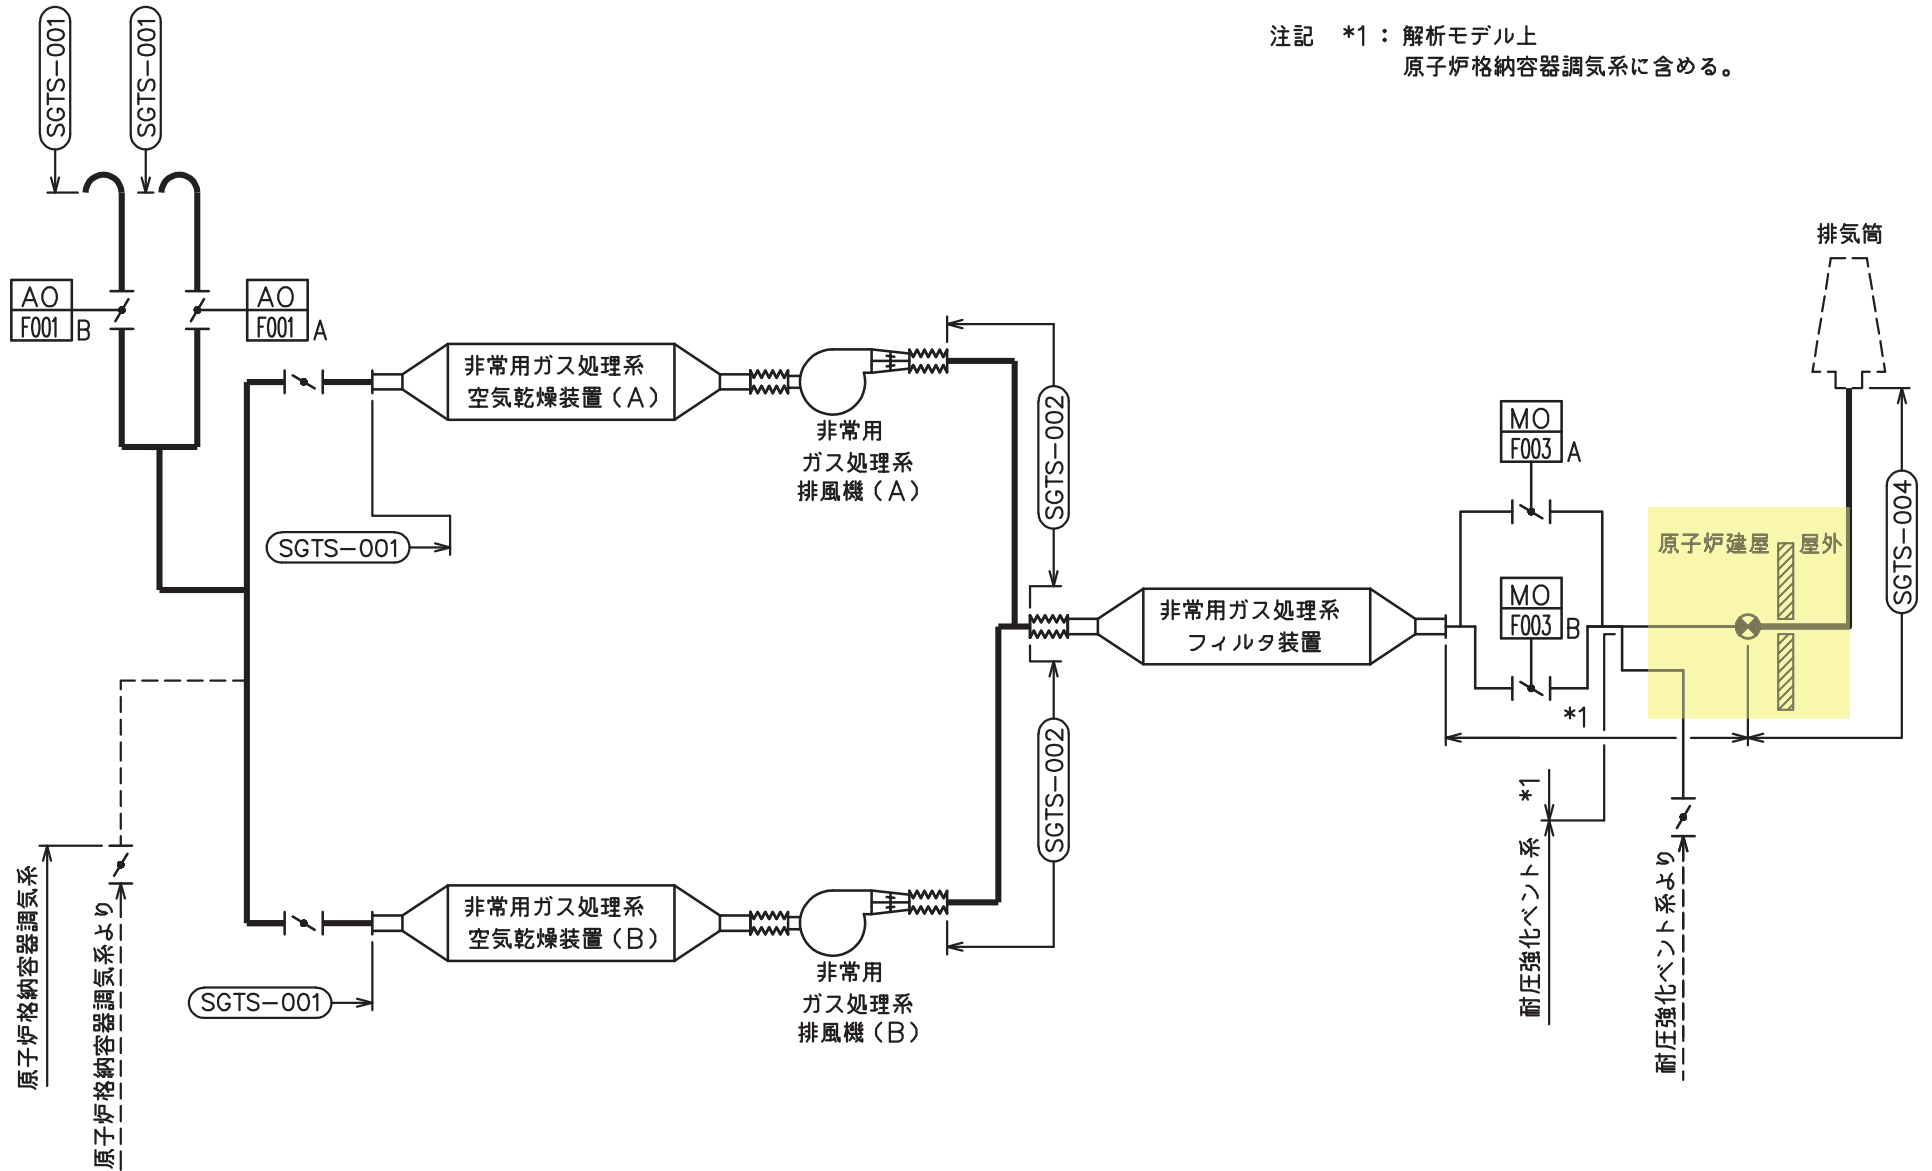 注記 *1：解析モデル上
原子炉格納容器調気系に含める。
SGTS-001
SGTS-001
AO
F001
B
AO
F001
A
排気筒
非常用ガス処理系
空気乾燥装置（A）
非常用
ガス処理系
排風機（A）
SGTS-002
SGTS-001
MO
F003
A
SGTS-004
原子炉建屋
屋外
非常用ガス処理系
フィルタ装置
MO
F003
B
*1
SGTS-002
*1
耐圧強化ベント系
耐圧強化ベント系より
原子炉格納容器調気系
原子炉格納容器調気系より
非常用ガス処理系
空気乾燥装置（B）
非常用
ガス処理系
排風機（B）
SGTS-001